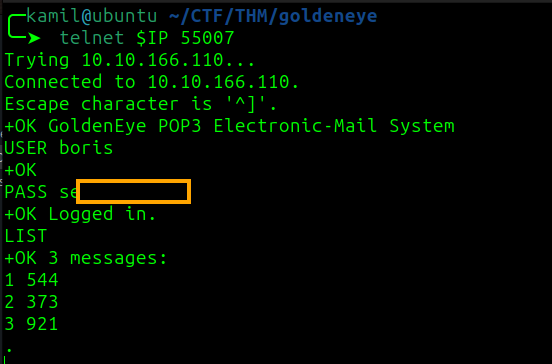 kamil@ubuntu ~/CTF/THM/goldeneye
➤ telnet $IP 55007
Trying 10.10.166.110...
Connected to 10.10.166.110.
Escape character is '^]'.
+OK GoldenEye POP3 Electronic-Mail System
USER boris
+OK
PASS se
+OK Logged in.
LIST
+OK 3 messages:
1 544
2 373
3 921
.